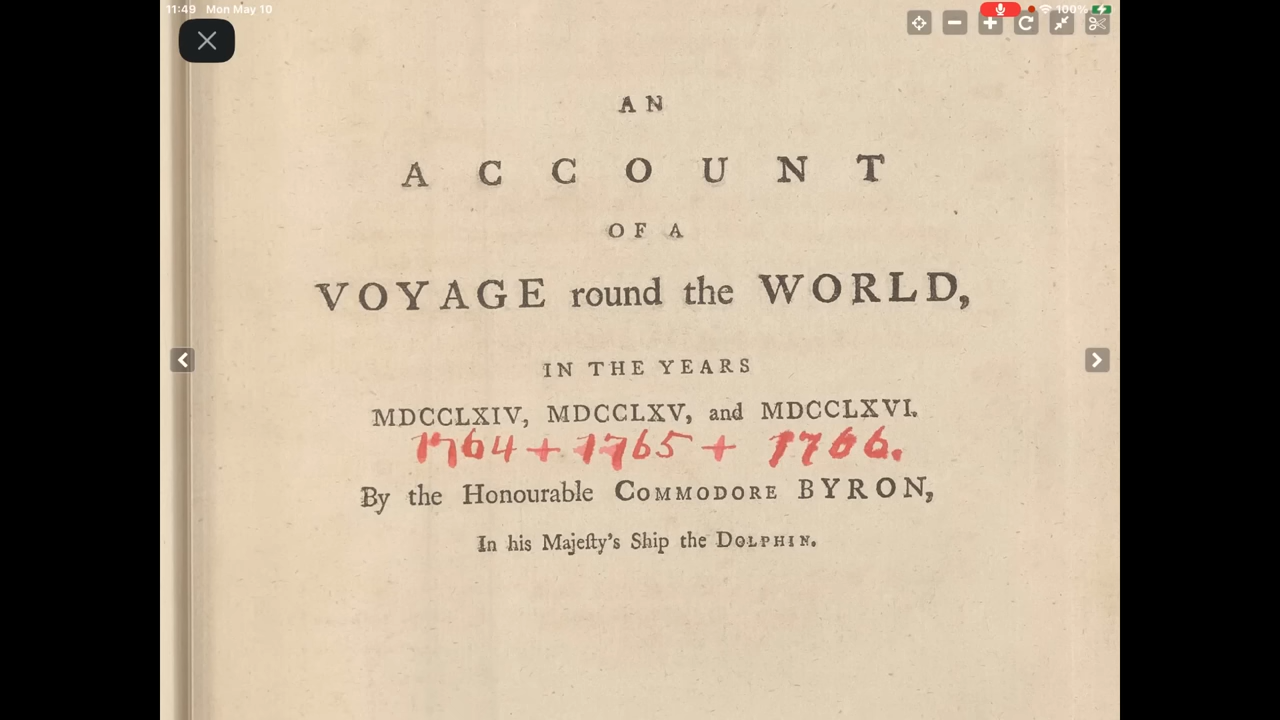 11:49 Mon May 10 100%
AN
ACCOUNT
OF A
VOYAGE round the WORLD,
IN THE YEARS
MDCCLXIV, MDCCLXV, and MDCCLXVI.
1764 + 1765 + 1766.
By the Honourable COMMODORE BYRON,
In his Majeſty's Ship the DOLPHIN.